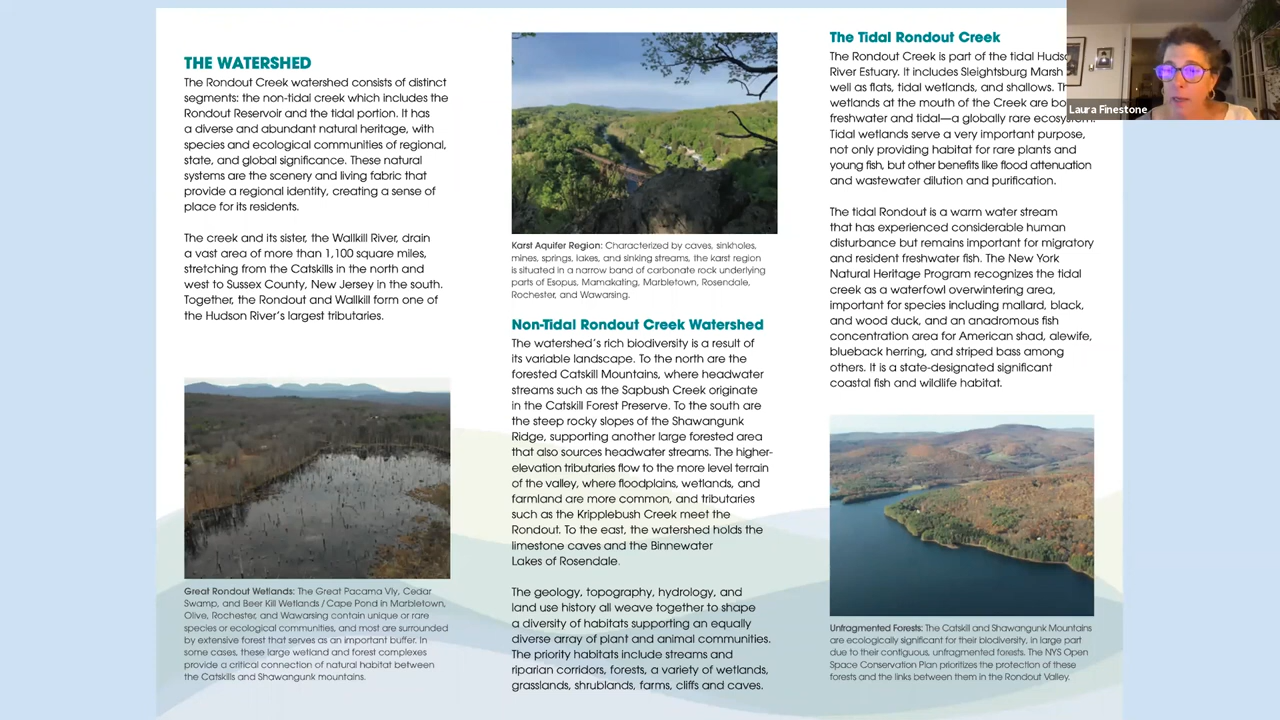 THE WATERSHED
The Rondout Creek watershed consists of distinct
segments: the non-tidal creek which includes the
Rondout Reservoir and the tidal portion. It has
a diverse and abundant natural heritage, with
species and ecological communities of regional,
state, and global significance. These natural
systems are the scenery and living fabric that
provide a regional identity, creating a sense of
place for its residents.
The creek and its sister, the Wallkill River, drain
a vast area of more than 1,100 square miles,
stretching from the Catskills in the north and
west to Sussex County, New Jersey in the south.
Together, the Rondout and Wallkill form one of
the Hudson River's largest tributaries.
Great Rondout Wetlands: The Great Pacama Vly, Cedar
Swamp, and Beer Kill Wetlands / Cape Pond in Marbletown,
Olive, Rochester, and Wawarsing contain unique or rare
species or ecological communities, and most are surrounded
by extensive forest that serves as an important buffer. In
some cases, these large wetland and forest complexes
provide a critical connection of natural habitat between
the Catskills and Shawangunk mountains.
Karst Aquifer Region: Characterized by caves, sinkholes,
mines, springs, lakes, and sinking streams, the karst region
is situated in a narrow band of carbonate rock underlying
parts of Esopus, Mamakating, Marbletown, Rosendale,
Rochester, and Wawarsing.
Non-Tidal Rondout Creek Watershed
The watershed's rich biodiversity is a result of
its variable landscape. To the north are the
forested Catskill Mountains, where headwater
streams such as the Sapbush Creek originate
in the Catskill Forest Preserve. To the south are
the steep rocky slopes of the Shawangunk
Ridge, supporting another large forested area
that also sources headwater streams. The higher-
elevation tributaries flow to the more level terrain
of the valley, where floodplains, wetlands, and
farmland are more common, and tributaries
such as the Kripplebush Creek meet the
Rondout. To the east, the watershed holds the
limestone caves and the Binnewater
Lakes of Rosendale.
The geology, topography, hydrology, and
land use history all weave together to shape
a diversity of habitats supporting an equally
diverse array of plant and animal communities.
The priority habitats include streams and
riparian corridors, forests, a variety of wetlands,
grasslands, shrublands, farms, cliffs and caves.
The Tidal Rondout Creek
The Rondout Creek is part of the tidal
River Estuary. It includes Sleightsburg Marsh
well as flats, tidal wetlands, and shallows.
wetlands at the mouth of the Creek are
freshwater and tidal—a globally rare ecosystem.
Tidal wetlands serve a very important purpose,
not only providing habitat for rare plants and
young fish, but other benefits like flood attenuation
and wastewater dilution and purification.
The tidal Rondout is a warm water stream
that has experienced considerable human
disturbance but remains important for migratory
and resident freshwater fish. The New York
Natural Heritage Program recognizes the tidal
creek as a waterfowl overwintering area,
important for species including mallard, black,
and wood duck, and an anadromous fish
concentration area for American shad, alewife,
blueback herring, and striped bass among
others. It is a state-designated significant
coastal fish and wildlife habitat.
Unfragmented Forests: The Catskill and Shawangunk Mountains
are ecologically significant for their biodiversity, in large part
due to their contiguous, unfragmented forests. The NYS Open
Space Conservation Plan prioritizes the protection of these
forests and the links between them in the Rondout Valley.
Laura Finestone